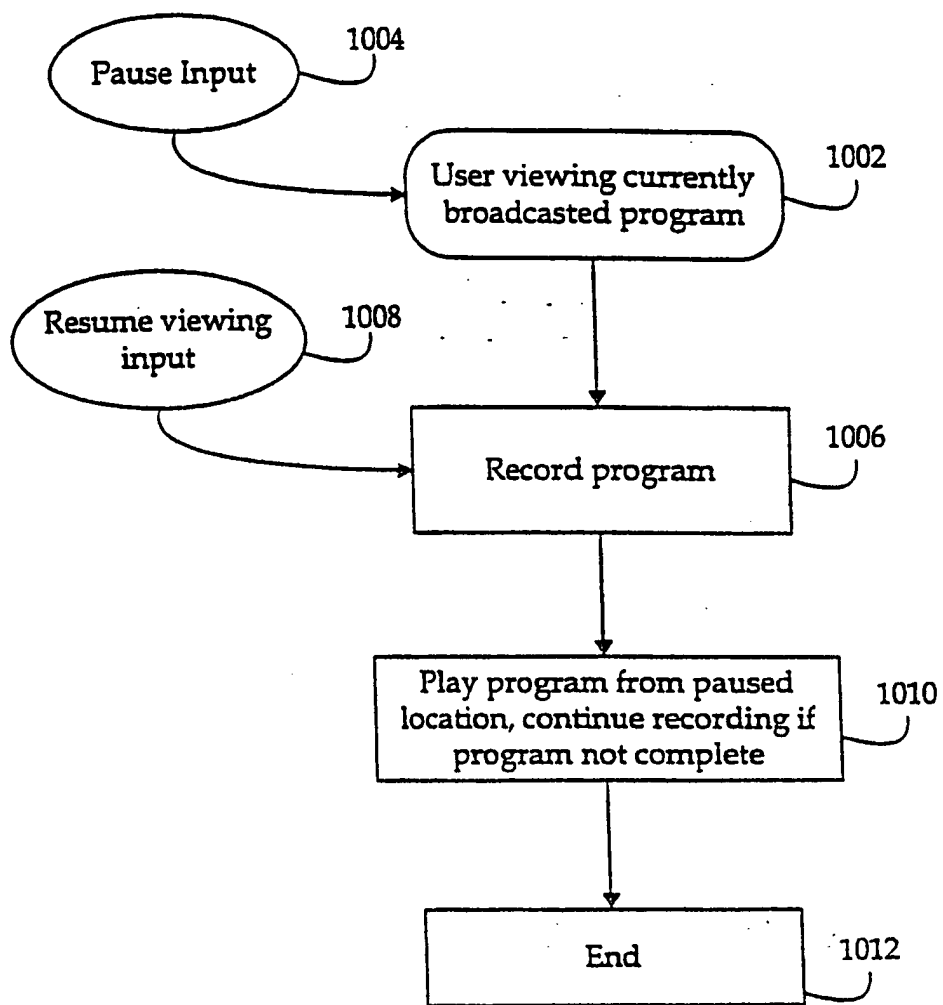 1004
Pause Input
1002
User viewing currently
broadcasted program
1008
Resume viewing
input
1006
Record program
1010
Play program from paused
location, continue recording if
program not complete
1012
End